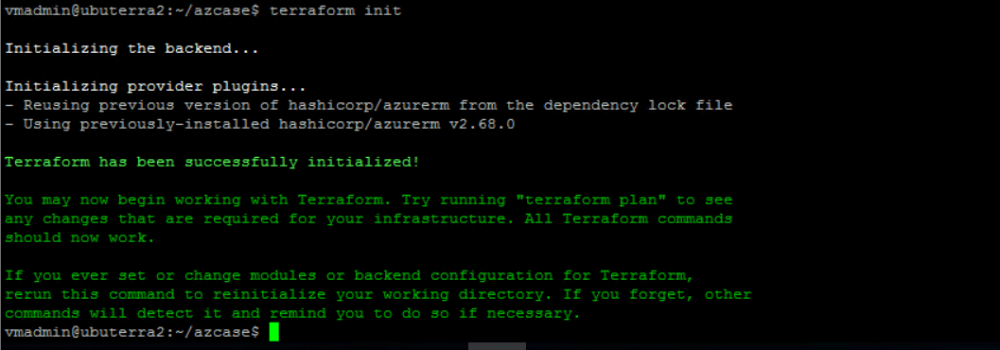 vmadmin@ubuterra2:~/azcase$ terraform init
Initializing the backend...
Initializing provider plugins...
- Reusing previous version of hashicorp/azurerm from the dependency lock file
- Using previously-installed hashicorp/azurerm v2.68.0
Terraform has been successfully initialized!
You may now begin working with Terraform. Try running "terraform plan" to see
any changes that are required for your infrastructure. All Terraform commands
should now work.
If you ever set or change modules or backend configuration for Terraform,
rerun this command to reinitialize your working directory. If you forget, other
commands will detect it and remind you to do so if necessary.
vmadmin@ubuterra2:~/azcase$